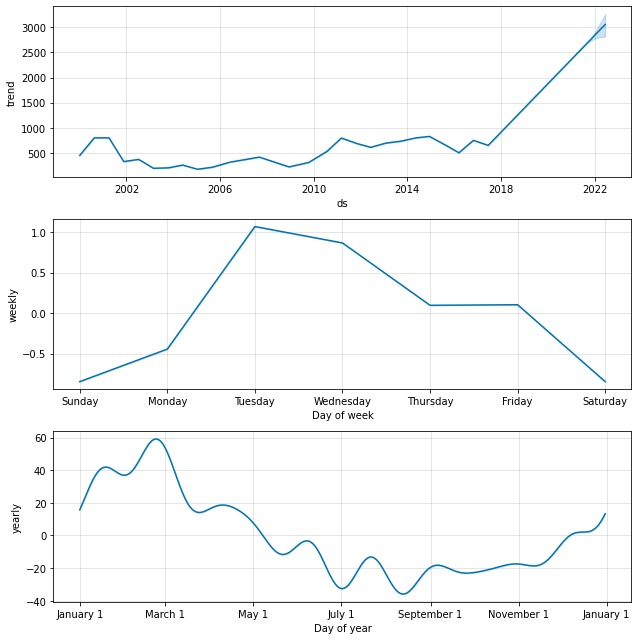 3000
2500
2000
1500
1000
500
trend
2002 2006 2010 2014 2018 2022
ds
1.0
0.5
0.0
−0.5
weekly
Sunday Monday Tuesday Wednesday Thursday Friday Saturday
Day of week
60
40
20
0
−20
−40
yearly
January 1 March 1 May 1 July 1 September 1 November 1 January 1
Day of year